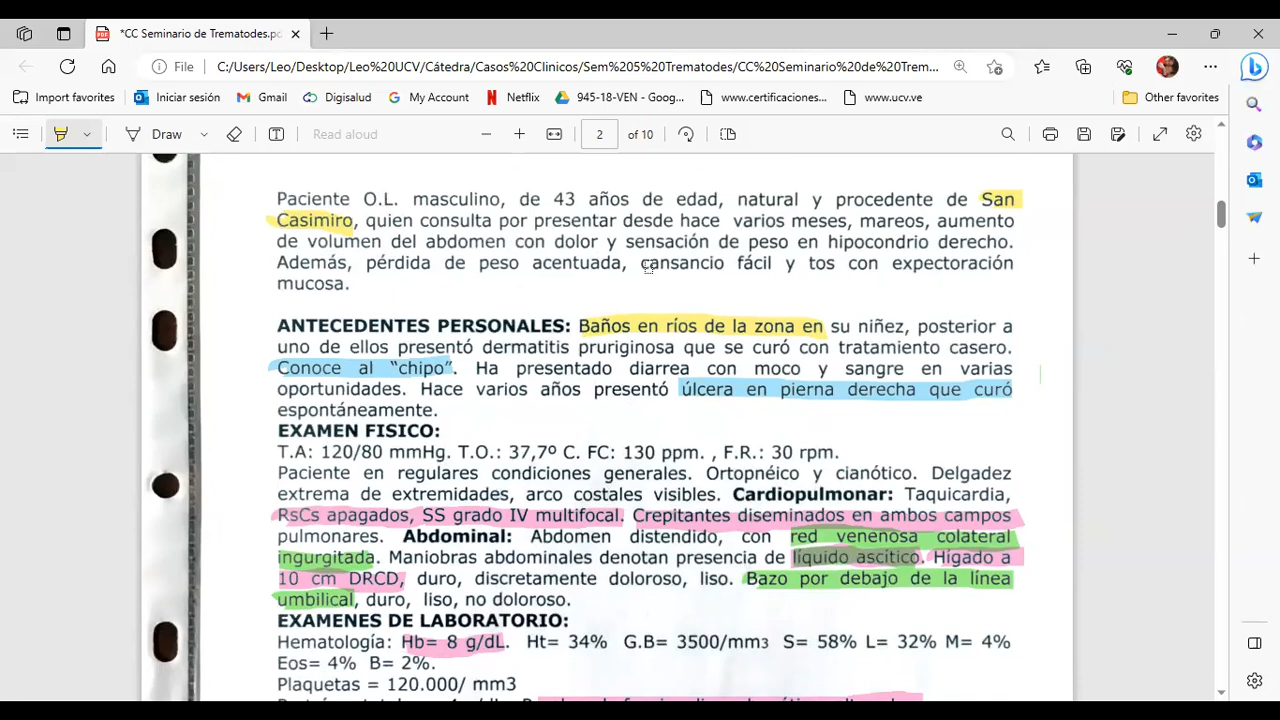 *CC Seminario de Trematodes.pc
File C:/Users/Leo/Desktop/Leo%20UCV/Cátedra/Casos%20Clinicos/Sem%205%20Trematodes/CC%20Seminario%20de%20Trem...
Import favorites Iniciar sesión Gmail Digisalud My Account Netflix 945-18-VEN - Goog... www.certificaciones... www.ucv.ve Other favorites
Draw Read aloud 2 of 10
Paciente O.L. masculino, de 43 años de edad, natural y procedente de San
Casimiro, quien consulta por presentar desde hace varios meses, mareos, aumento
de volumen del abdomen con dolor y sensación de peso en hipocondrio derecho.
Además, pérdida de peso acentuada, cansancio fácil y tos con expectoración
mucosa.
ANTECEDENTES PERSONALES: Baños en ríos de la zona en su niñez, posterior a
uno de ellos presentó dermatitis pruriginosa que se curó con tratamiento casero.
Conoce al “chipo”. Ha presentado diarrea con moco y sangre en varias
oportunidades. Hace varios años presentó úlcera en pierna derecha que curó
espontáneamente.
EXAMEN FISICO:
T.A: 120/80 mmHg. T.O.: 37,7º C. FC: 130 ppm. , F.R.: 30 rpm.
Paciente en regulares condiciones generales. Ortopnéico y cianótico. Delgadez
extrema de extremidades, arco costales visibles. Cardiopulmonar: Taquicardia,
RsCs apagados, SS grado IV multifocal. Crepitantes diseminados en ambos campos
pulmonares. Abdominal: Abdomen distendido, con red venenosa colateral
ingurgitada. Maniobras abdominales denotan presencia de liquido ascítico. Hígado a
10 cm DRCD, duro, discretamente doloroso, liso. Bazo por debajo de la línea
umbilical, duro, liso, no doloroso.
EXAMENES DE LABORATORIO:
Hematología: Hb= 8 g/dL. Ht= 34% G.B= 3500/mm3 S= 58% L= 32% M= 4%
Eos= 4% B= 2%.
Plaquetas = 120.000/ mm3